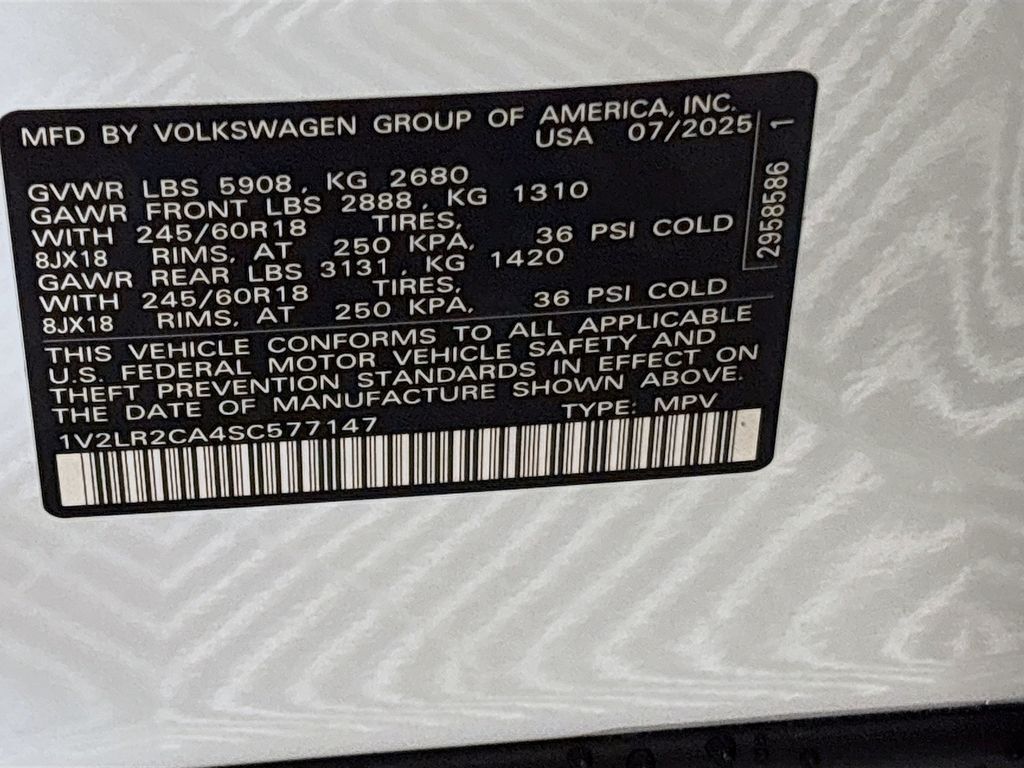 MFD BY VOLKSWAGEN GROUP OF AMERICA, INC.
USA 07/2025
GVWR LBS 5908, KG 2680
GAWR FRONT LBS 2888, KG 1310
WITH 245/60R18 TIRES,
8JX18 RIMS, AT 250 KPA, 36 PSI COLD
GAWR REAR LBS 3131, KG 1420
WITH 245/60R18 TIRES,
8JX18 RIMS, AT 250 KPA, 36 PSI COLD
THIS VEHICLE CONFORMS TO ALL APPLICABLE
U.S. FEDERAL MOTOR VEHICLE SAFETY AND
THEFT PREVENTION STANDARDS IN EFFECT ON
THE DATE OF MANUFACTURE SHOWN ABOVE.
1V2LR2CA4SC577147 TYPE: MPV
2958586 1